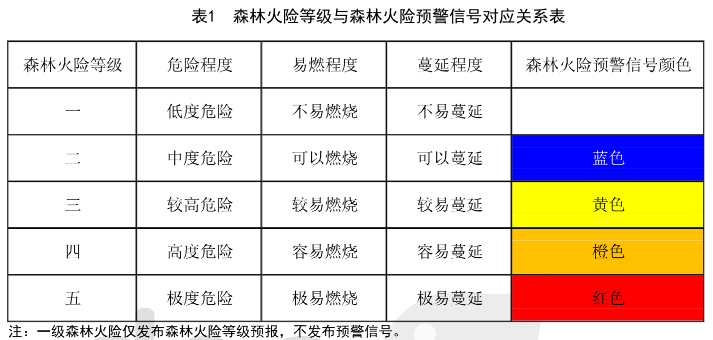 表1 森林火险等级与森林火险预警信号对应关系表
森林火险等级 危险程度 易燃程度 蔓延程度 森林火险预警信号颜色
一 低度危险 不易燃烧 不易蔓延
二 中度危险 可以燃烧 可以蔓延 蓝色
三 较高危险 较易燃烧 较易蔓延 黄色
四 高度危险 容易燃烧 容易蔓延 橙色
五 极度危险 极易燃烧 极易蔓延 红色
注：一级森林火险仅发布森林火险等级预报，不发布预警信号。